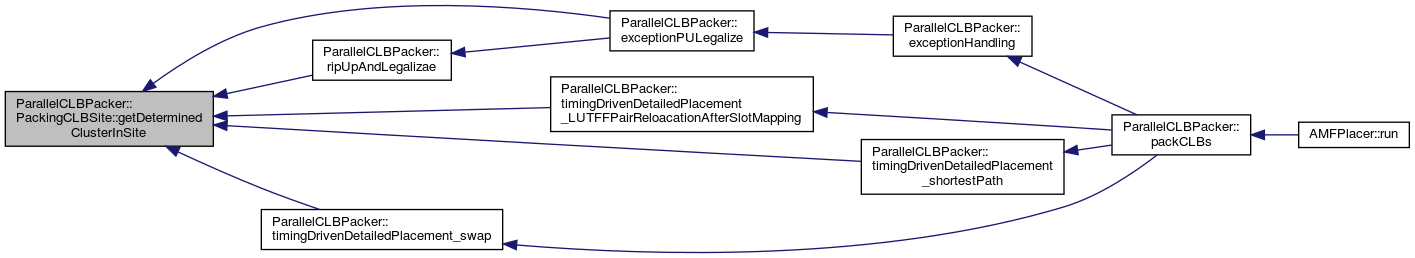 ParallelCLBPacker::
PackingCLBSite::getDetermined
ClusterInSite
ParallelCLBPacker::
exceptionPULegalize
ParallelCLBPacker::
ripUpAndLegalizae
ParallelCLBPacker::
exceptionHandling
ParallelCLBPacker::
timingDrivenDetailedPlacement
_LUTFFPairReloacationAfterSlotMapping
ParallelCLBPacker::
packCLBs
AMFPlacer::run
ParallelCLBPacker::
timingDrivenDetailedPlacement
_shortestPath
ParallelCLBPacker::
timingDrivenDetailedPlacement_swap